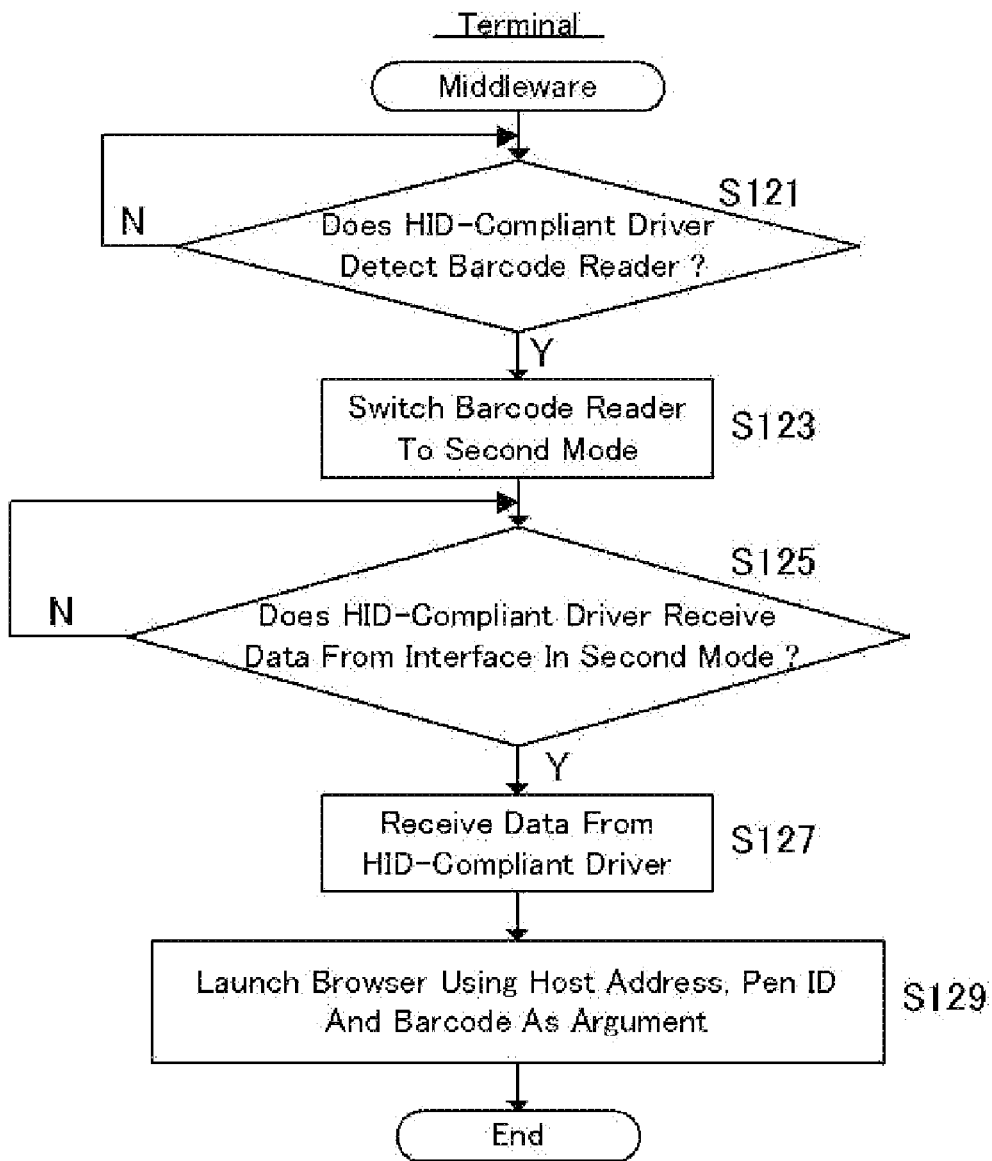 Terminal
Middleware
S121
N
Does HID-Compliant Driver
Detect Barcode Reader ?
Y
Switch Barcode Reader
To Second Mode
S123
S125
N
Does HID-Compliant Driver Receive
Data From Interface In Second Mode ?
Y
Receive Data From
HID-Compliant Driver
S127
Launch Browser Using Host Address, Pen ID
And Barcode As Argument
S129
End